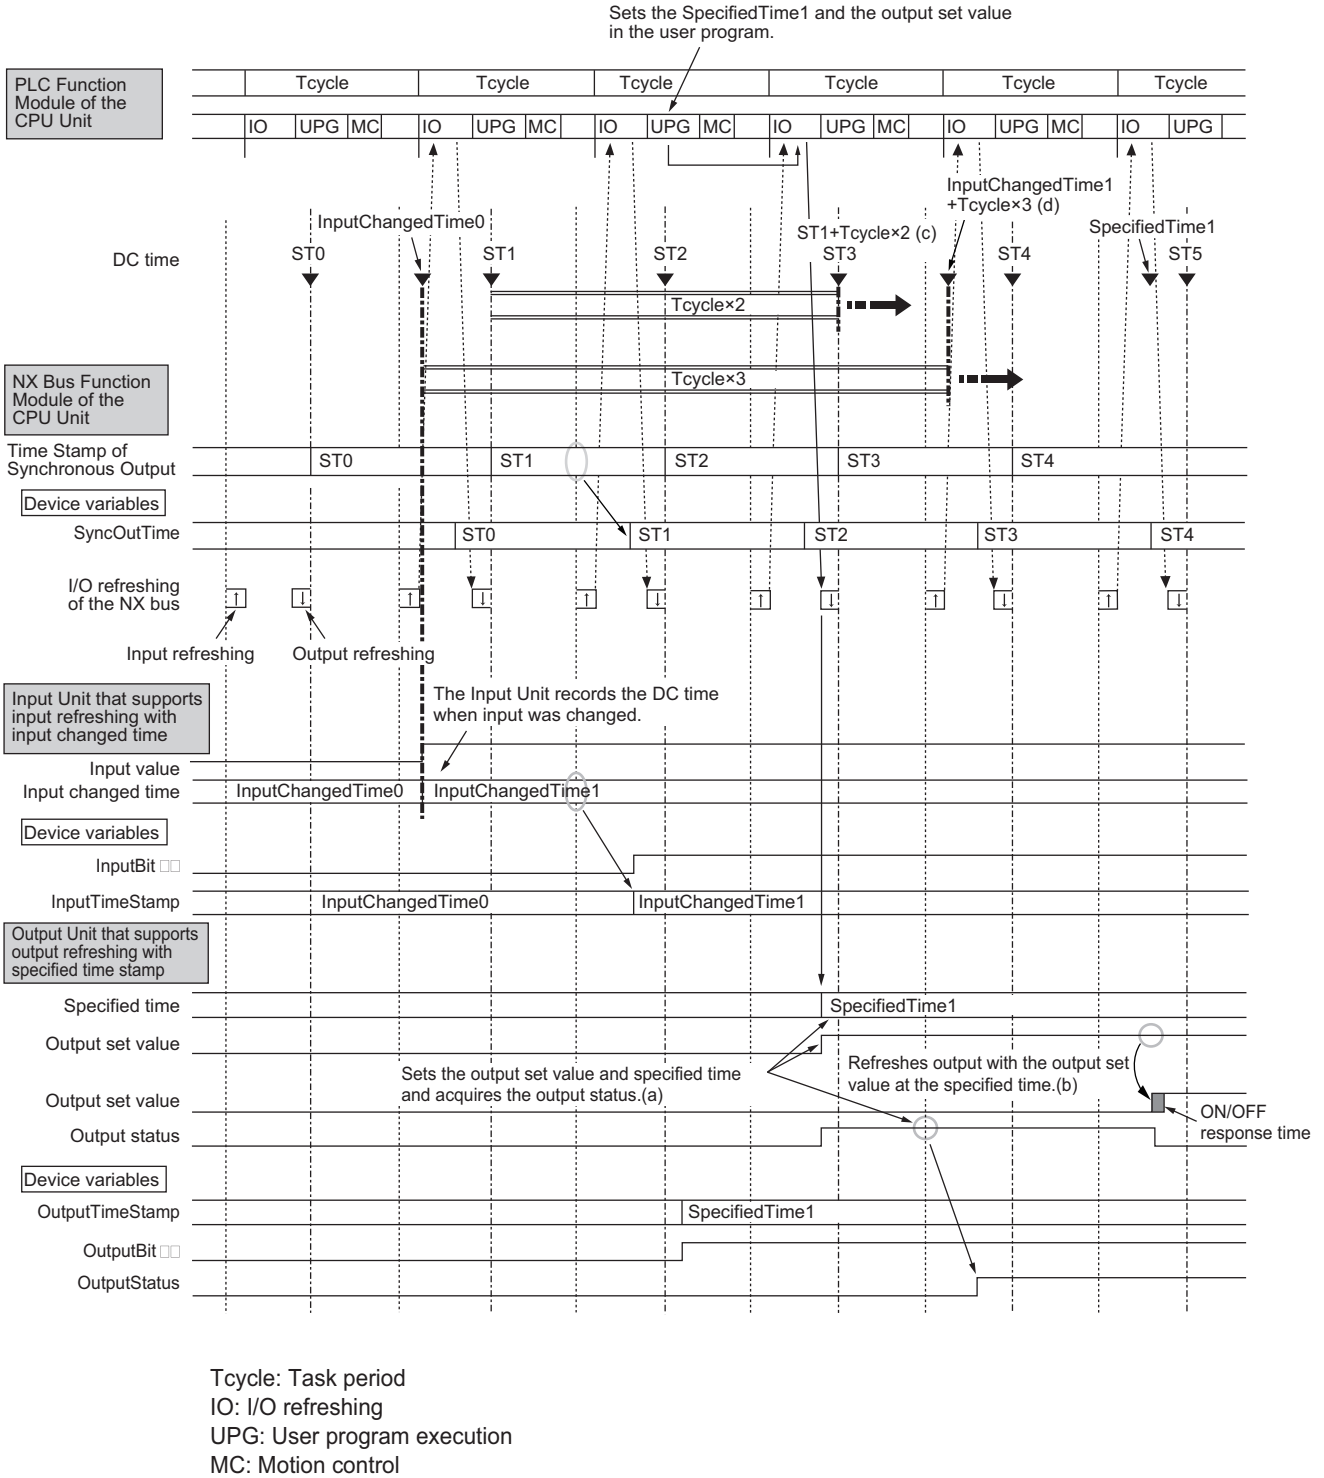 Sets the SpecifiedTime1 and the output set value
in the user program.
PLC Function
Module of the
CPU Unit
Tcycle Tcycle Tcycle Tcycle Tcycle Tcycle
IO UPG MC IO UPG MC IO UPG MC IO UPG MC IO UPG MC IO UPG
InputChangedTime1
+Tcycle×3 (d)
InputChangedTime0
ST1+Tcycle×2 (c)
SpecifiedTime1
DC time
ST0 ST1 ST2 ST3 ST4 ST5
Tcycle×2
NX Bus Function
Module of the
CPU Unit
Tcycle×3
Time Stamp of
Synchronous Output
ST0 ST1 ST2 ST3 ST4
Device variables
SyncOutTime
ST0 ST1 ST2 ST3 ST4
I/O refreshing
of the NX bus
↑ ↓ ↑ ↓ ↑ ↓ ↑ ↓ ↑ ↓ ↑ ↓
Input refreshing
Output refreshing
Input Unit that supports
input refreshing with
input changed time
The Input Unit records the DC time
when input was changed.
Input value
Input changed time
InputChangedTime0 InputChangedTime1
Device variables
InputBit □□
InputTimeStamp
InputChangedTime0 InputChangedTime1
Output Unit that supports
output refreshing with
specified time stamp
Specified time
SpecifiedTime1
Output set value
Sets the output set value and specified time
and acquires the output status.(a)
Refreshes output with the output set
value at the specified time.(b)
Output set value
ON/OFF
response time
Output status
Device variables
OutputTimeStamp
SpecifiedTime1
OutputBit □□
OutputStatus
Tcycle: Task period
IO: I/O refreshing
UPG: User program execution
MC: Motion control